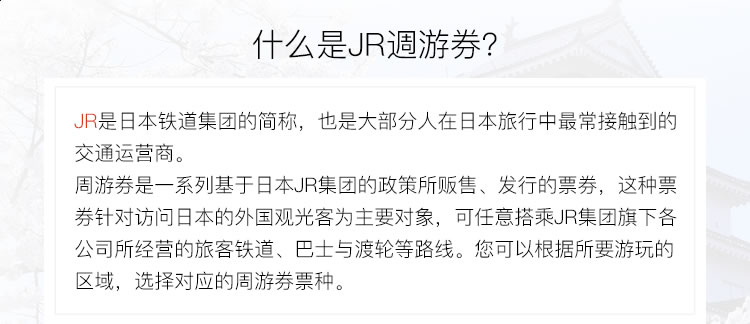 什么是JR週游券?
JR是日本铁道集团的简称，也是大部分人在日本旅行中最常接触到的
交通运营商。
周游券是一系列基于日本JR集团的政策所贩售、发行的票券，这种票
券针对访问日本的外国观光客为主要对象，可任意搭乘JR集团旗下各
公司所经营的旅客铁道、巴士与渡轮等路线。您可以根据所要游玩的
区域，选择对应的周游券票种。